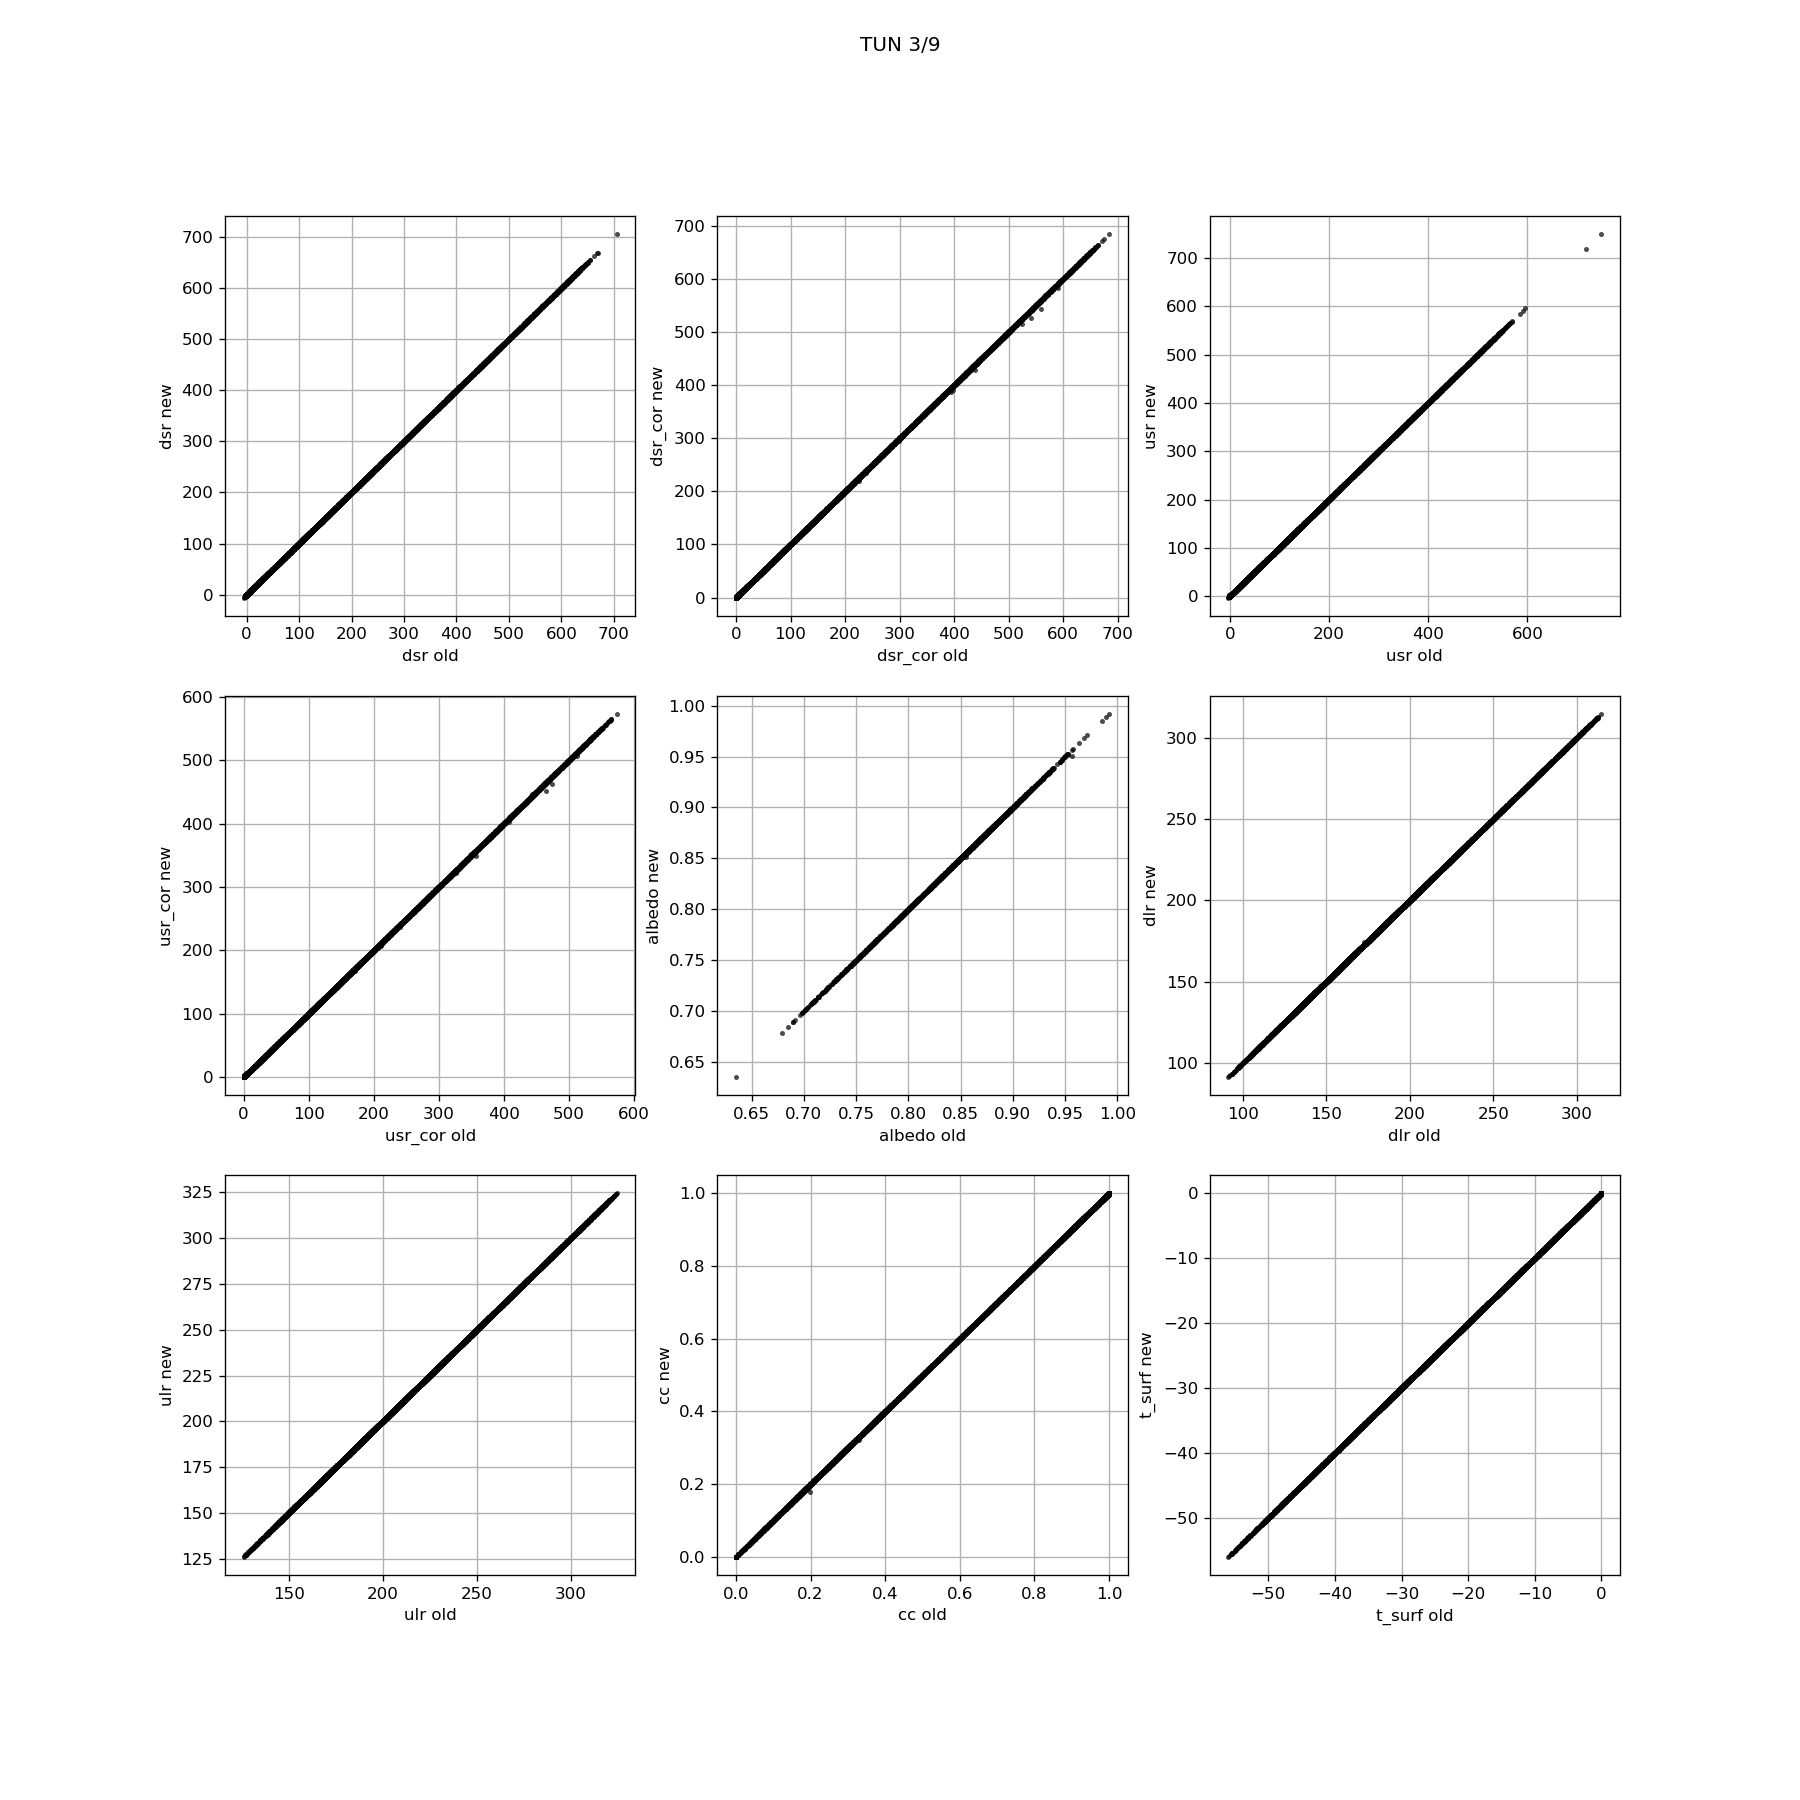 TUN 3/9
700
600
500
400
300
200
100
0
dsr new
0 100 200 300 400 500 600 700
dsr old
700
600
500
400
300
200
100
0
dsr_cor new
0 100 200 300 400 500 600 700
dsr_cor old
700
600
500
400
300
200
100
0
usr new
0 200 400 600
usr old
600
500
400
300
200
100
0
usr_cor new
0 100 200 300 400 500 600
usr_cor old
1.00
0.95
0.90
0.85
0.80
0.75
0.70
0.65
albedo new
0.65 0.70 0.75 0.80 0.85 0.90 0.95 1.00
albedo old
300
250
200
150
100
dlr new
100 150 200 250 300
dlr old
325
300
275
250
225
200
175
150
125
ulr new
150 200 250 300
ulr old
1.0
0.8
0.6
0.4
0.2
0.0
cc new
0.0 0.2 0.4 0.6 0.8 1.0
cc old
0
−10
−20
−30
−40
−50
t_surf new
−50 −40 −30 −20 −10 0
t_surf old